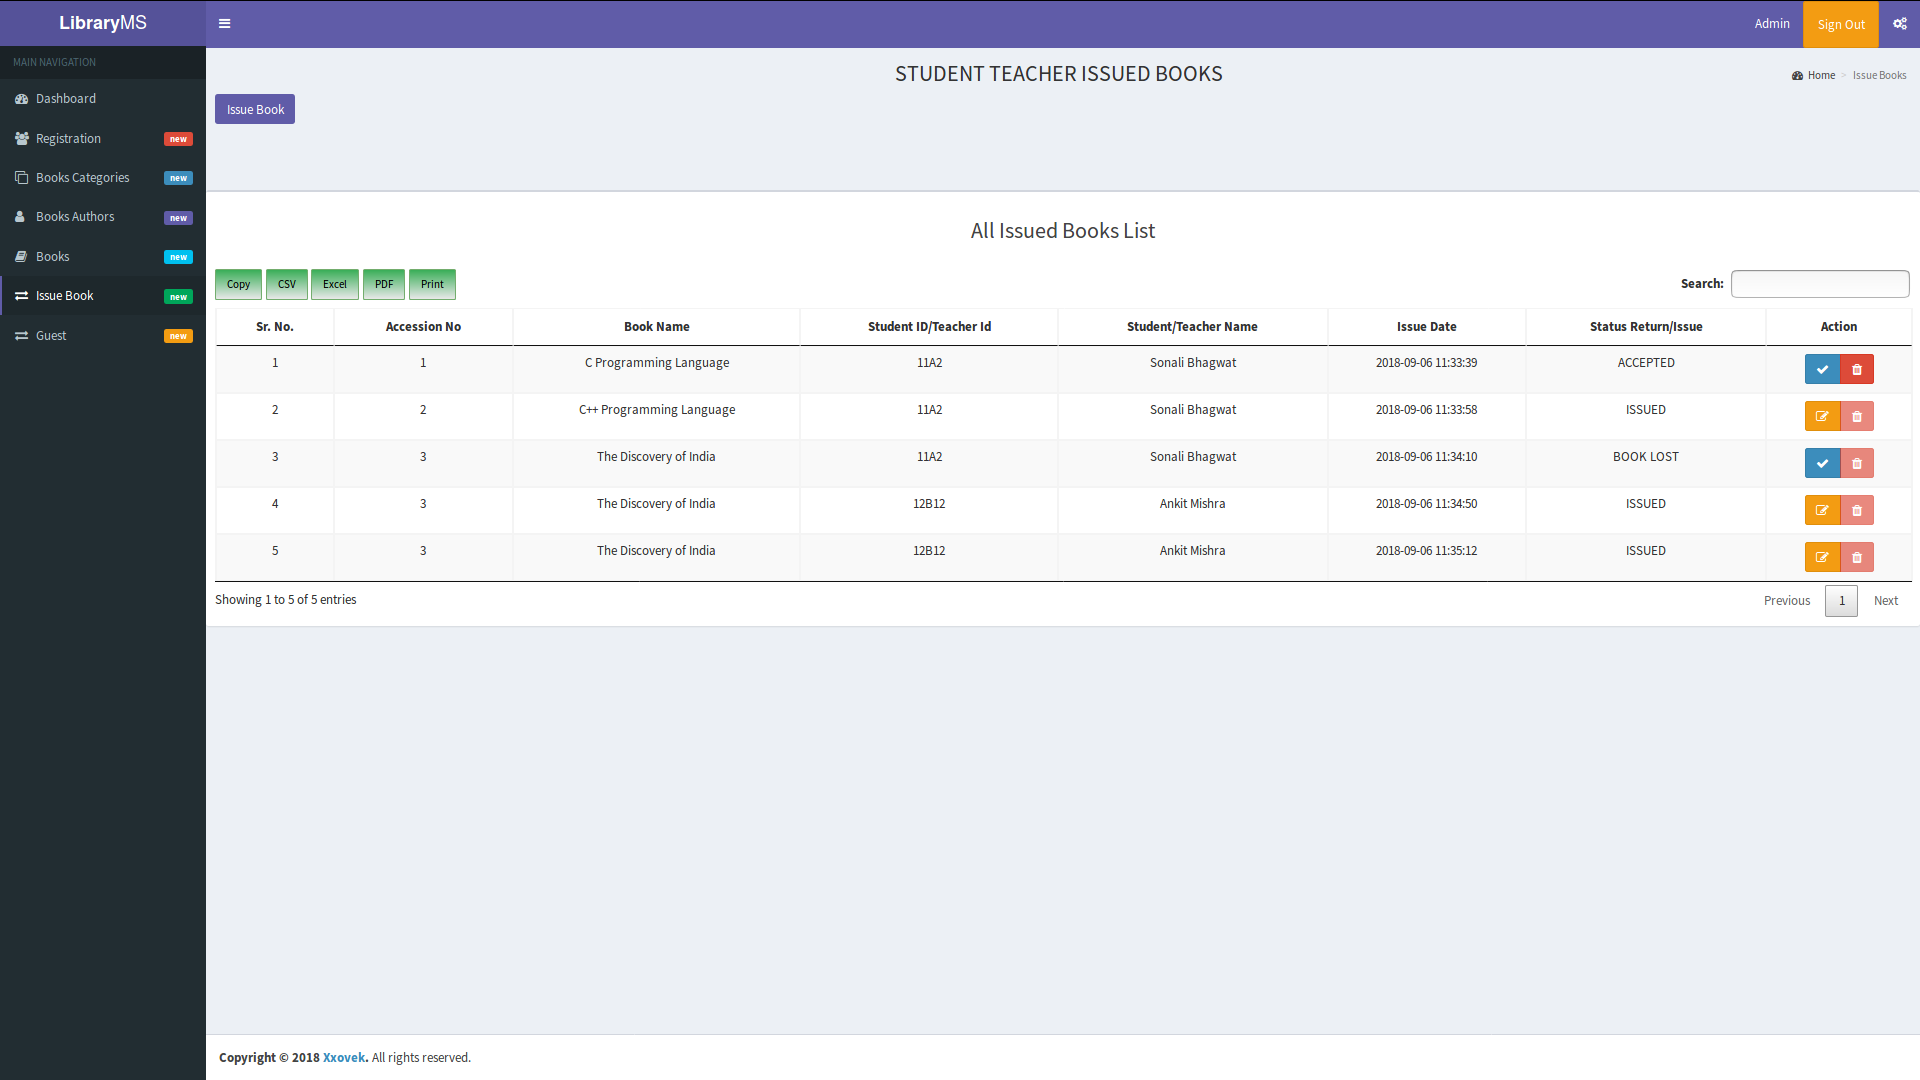 LibraryMS
Admin
Sign Out
MAIN NAVIGATION
Dashboard
Registration new
Books Categories new
Books Authors new
Books new
Issue Book new
Guest new
STUDENT TEACHER ISSUED BOOKS
Home > Issue Books
Issue Book
All Issued Books List
Copy CSV Excel PDF Print
Search:
Sr. No. Accession No Book Name Student ID/Teacher Id Student/Teacher Name Issue Date Status Return/Issue Action
1 1 C Programming Language 11A2 Sonali Bhagwat 2018-09-06 11:33:39 ACCEPTED
2 2 C++ Programming Language 11A2 Sonali Bhagwat 2018-09-06 11:33:58 ISSUED
3 3 The Discovery of India 11A2 Sonali Bhagwat 2018-09-06 11:34:10 BOOK LOST
4 3 The Discovery of India 12B12 Ankit Mishra 2018-09-06 11:34:50 ISSUED
5 3 The Discovery of India 12B12 Ankit Mishra 2018-09-06 11:35:12 ISSUED
Showing 1 to 5 of 5 entries
Previous 1 Next
Copyright © 2018 Xxovek. All rights reserved.